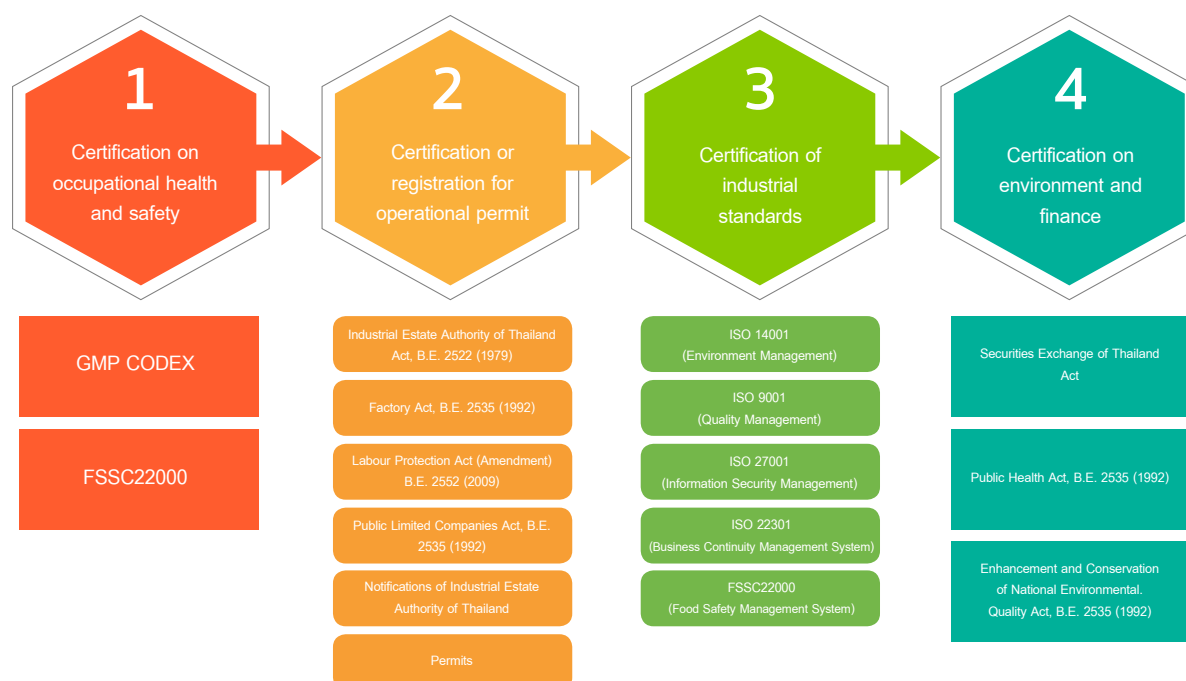 1
Certification on
occupational health
and safety
GMP CODEX
FSSC22000
2
Certification or
registration for
operational permit
Industrial Estate Authority of Thailand
Act, B.E. 2522 (1979)
Factory Act, B.E. 2535 (1992)
Labour Protection Act (Amendment)
B.E. 2552 (2009)
Public Limited Companies Act, B.E.
2535 (1992)
Notifications of Industrial Estate
Authority of Thailand
Permits
3
Certification of
industrial
standards
ISO 14001
(Environment Management)
ISO 9001
(Quality Management)
ISO 27001
(Information Security Management)
ISO 22301
(Business Continuity Management System)
FSSC22000
(Food Safety Management System)
4
Certification on
environment and
finance
Securities Exchange of Thailand
Act
Public Health Act, B.E. 2535 (1992)
Enhancement and Conservation
of National Environmental.
Quality Act, B.E. 2535 (1992)